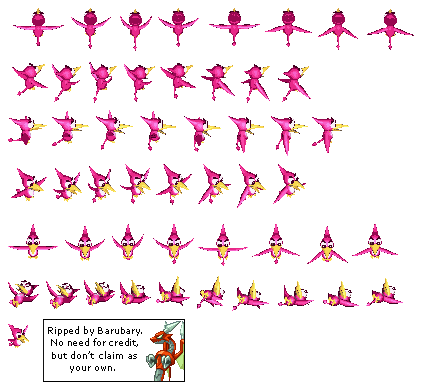 Ripped by Barubary.
No need for credit,
but don't claim as
your own.